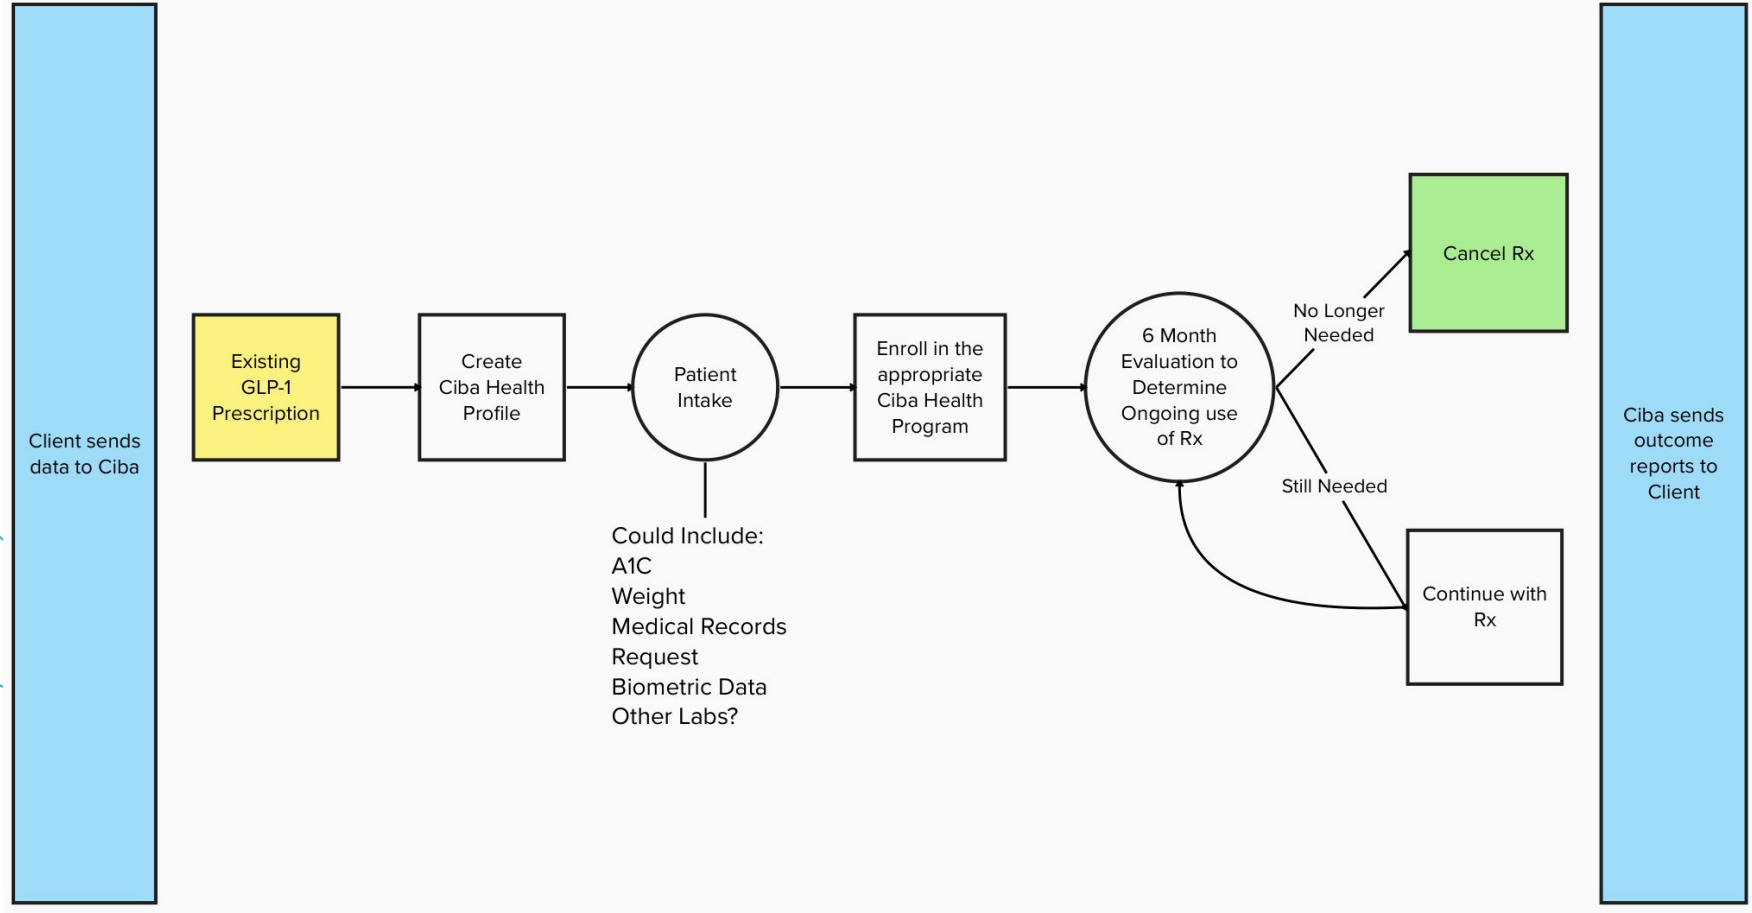 Client sends
data to Ciba
Existing
GLP-1
Prescription
Create
Ciba Health
Profile
Patient
Intake
Could Include:
A1C
Weight
Medical Records
Request
Biometric Data
Other Labs?
Enroll in the
appropriate
Ciba Health
Program
6 Month
Evaluation to
Determine
Ongoing use
of Rx
No Longer
Needed
Cancel Rx
Still Needed
Continue with
Rx
Ciba sends
outcome
reports to
Client